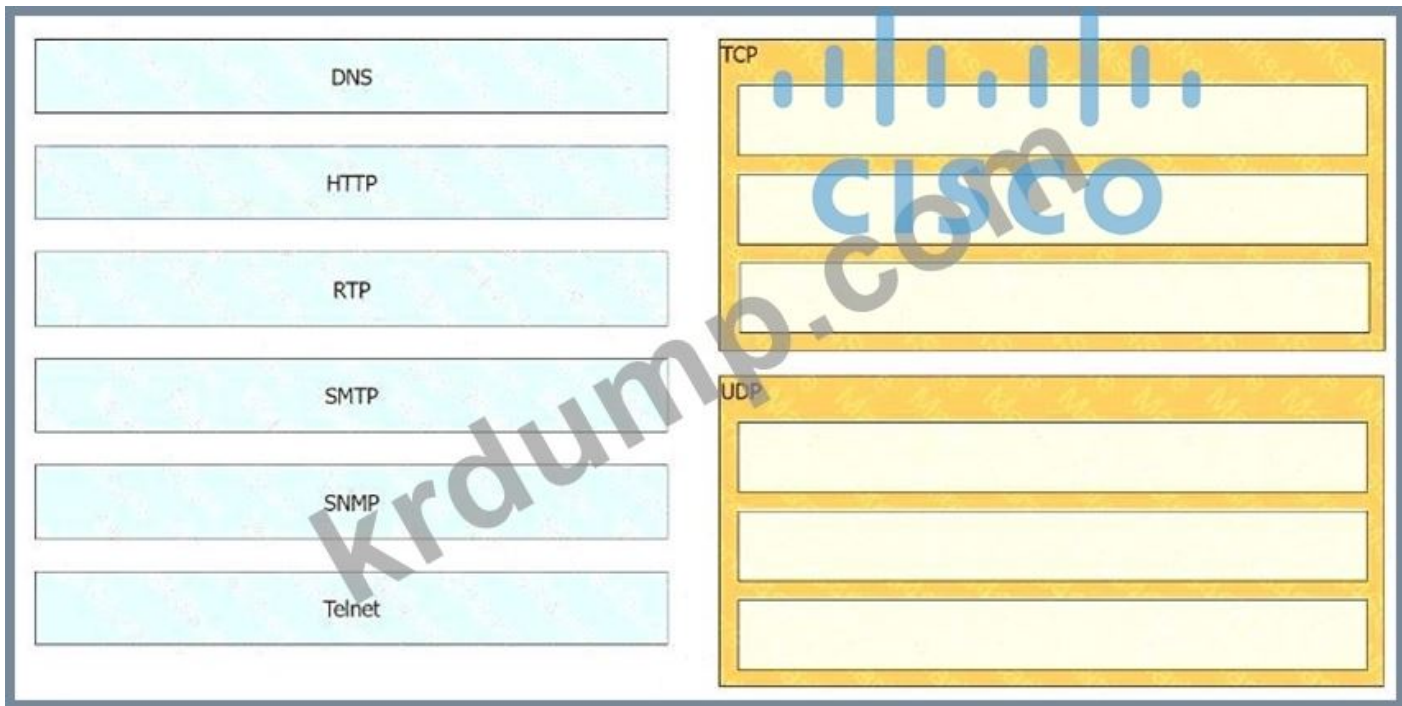 DNS
HTTP
RTP
SMTP
SNMP
Telnet
TCP
UDP
CISCO
krdump.com